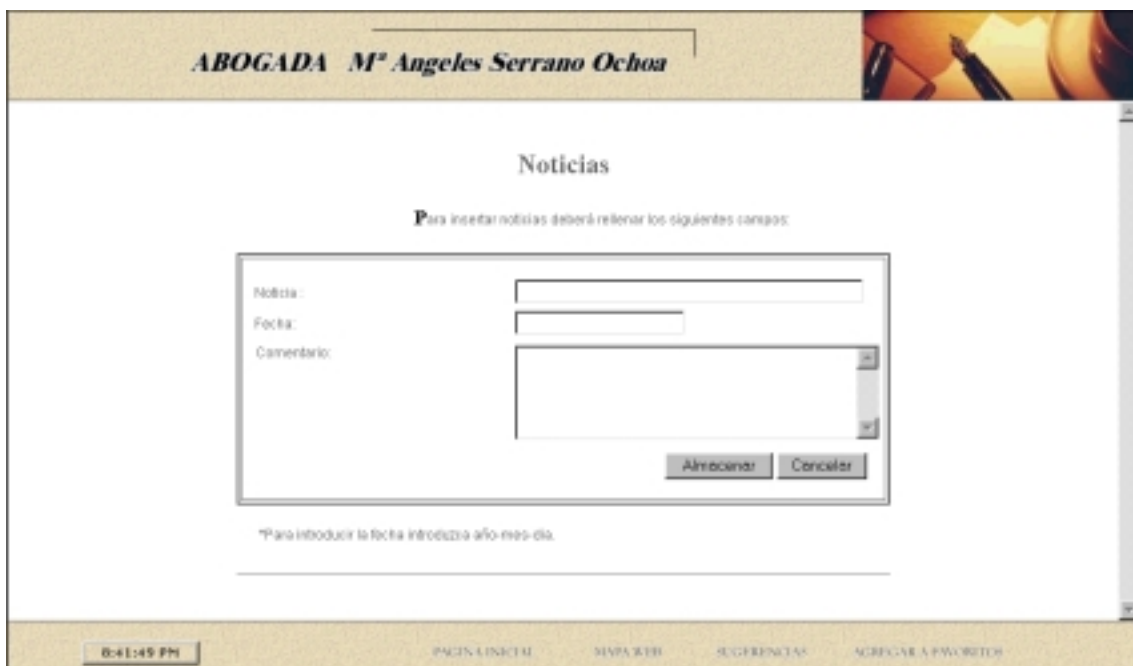 ABOGADA Mª Angeles Serrano Ochoa
Noticias
Para insertar noticias deberá rellenar los siguientes campos:
Noticia :
Fecha:
Comentario:
Almacenar Cancelar
*Para introducir la fecha introduzca año-mes-dia.
8:41:49 PM PAGINA INICIAL MAPA WEB SUGERENCIAS AGREGAR A FAVORITOS